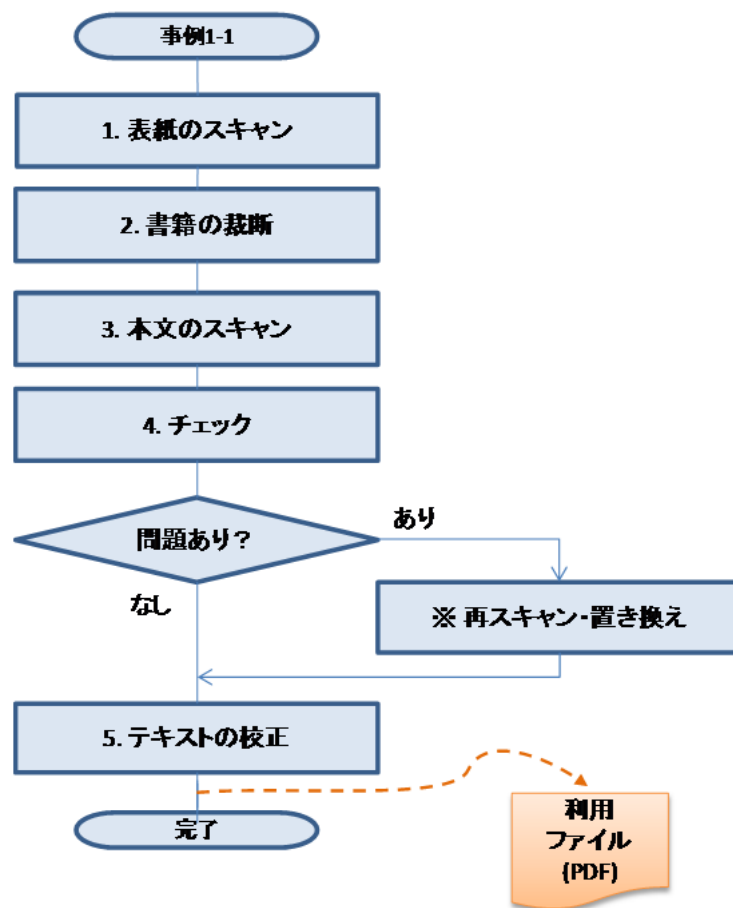 事例1-1
1. 表紙のスキャン
2. 書籍の裁断
3. 本文のスキャン
4. チェック
問題あり？
あり
なし
※ 再スキャン・置き換え
5. テキストの校正
完了
利用
ファイル
(PDF)